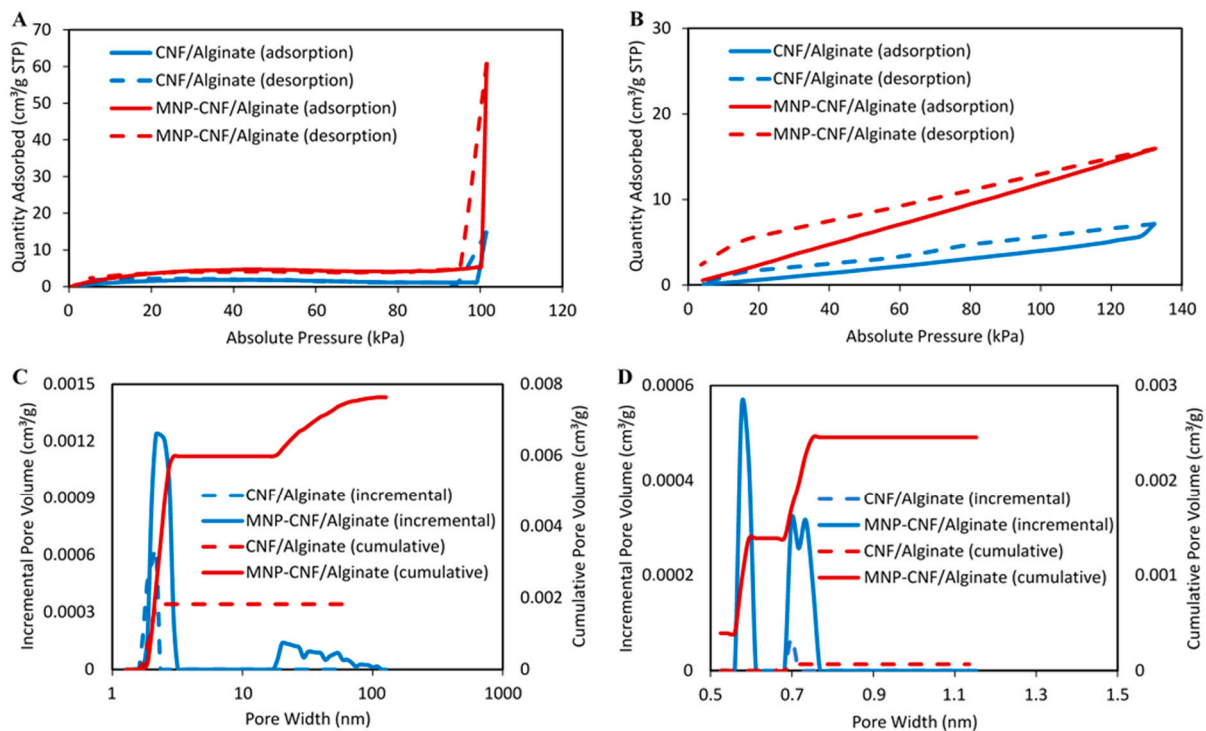 A
Quantity Adsorbed (cm³/g STP)
70
60
50
40
30
20
10
0
CNF/Alginate (adsorption)
CNF/Alginate (desorption)
MNP-CNF/Alginate (adsorption)
MNP-CNF/Alginate (desorption)
0 20 40 60 80 100 120
Absolute Pressure (kPa)
B
Quantity Adsorbed (cm³/g STP)
30
20
10
0
CNF/Alginate (adsorption)
CNF/Alginate (desorption)
MNP-CNF/Alginate (adsorption)
MNP-CNF/Alginate (desorption)
0 20 40 60 80 100 120 140
Absolute Pressure (kPa)
C
Incremental Pore Volume (cm³/g)
0.0015
0.0012
0.0009
0.0006
0.0003
0
CNF/Alginate (incremental)
MNP-CNF/Alginate (incremental)
CNF/Alginate (cumulative)
MNP-CNF/Alginate (cumulative)
0.008
0.006
0.004
0.002
0
Cumulative Pore Volume (cm³/g)
1 10 100 1000
Pore Width (nm)
D
Incremental Pore Volume (cm³/g)
0.0006
0.0004
0.0002
0
CNF/Alginate (incremental)
MNP-CNF/Alginate (incremental)
CNF/Alginate (cumulative)
MNP-CNF/Alginate (cumulative)
0.003
0.002
0.001
0
Cumulative Pore Volume (cm³/g)
0.5 0.7 0.9 1.1 1.3 1.5
Pore Width (nm)